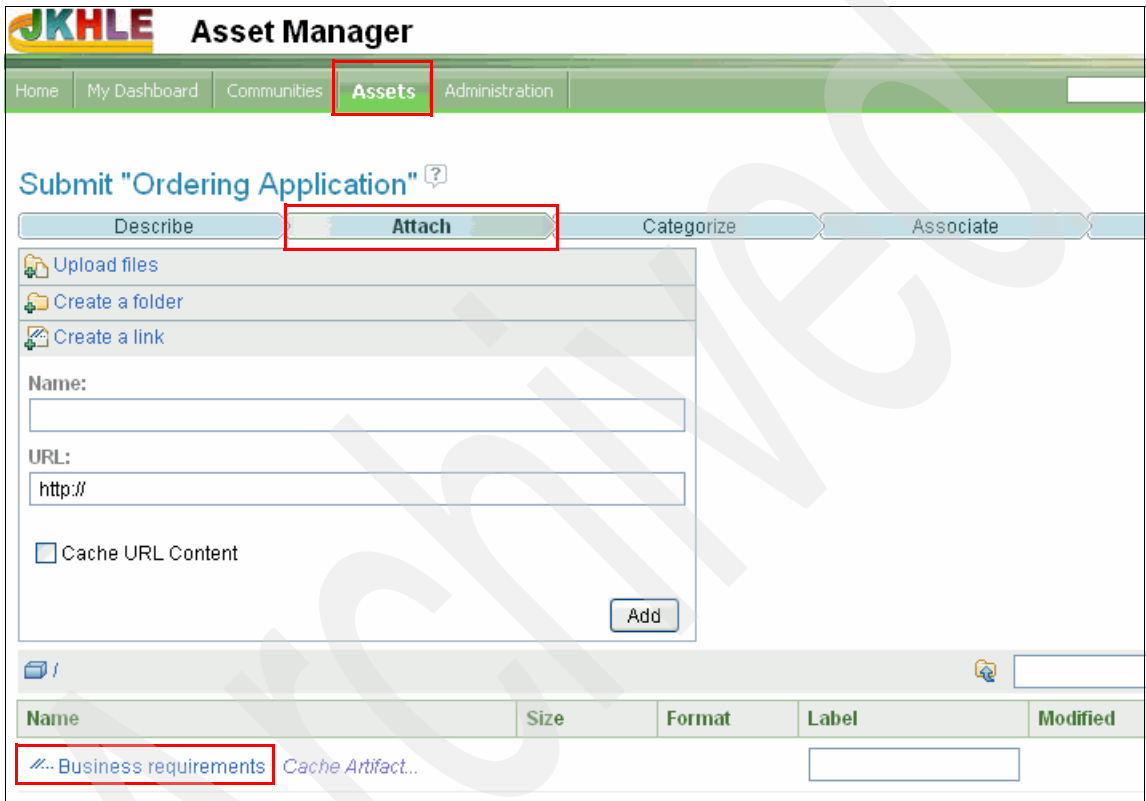 JKHLE Asset Manager
Home My Dashboard Communities Assets Administration
Submit "Ordering Application" ?
Describe Attach Categorize Associate
Upload files
Create a folder
Create a link
Name:
URL:
http://
Cache URL Content
Add
/
Name Size Format Label Modified
Business requirements Cache Artifact...
Archived